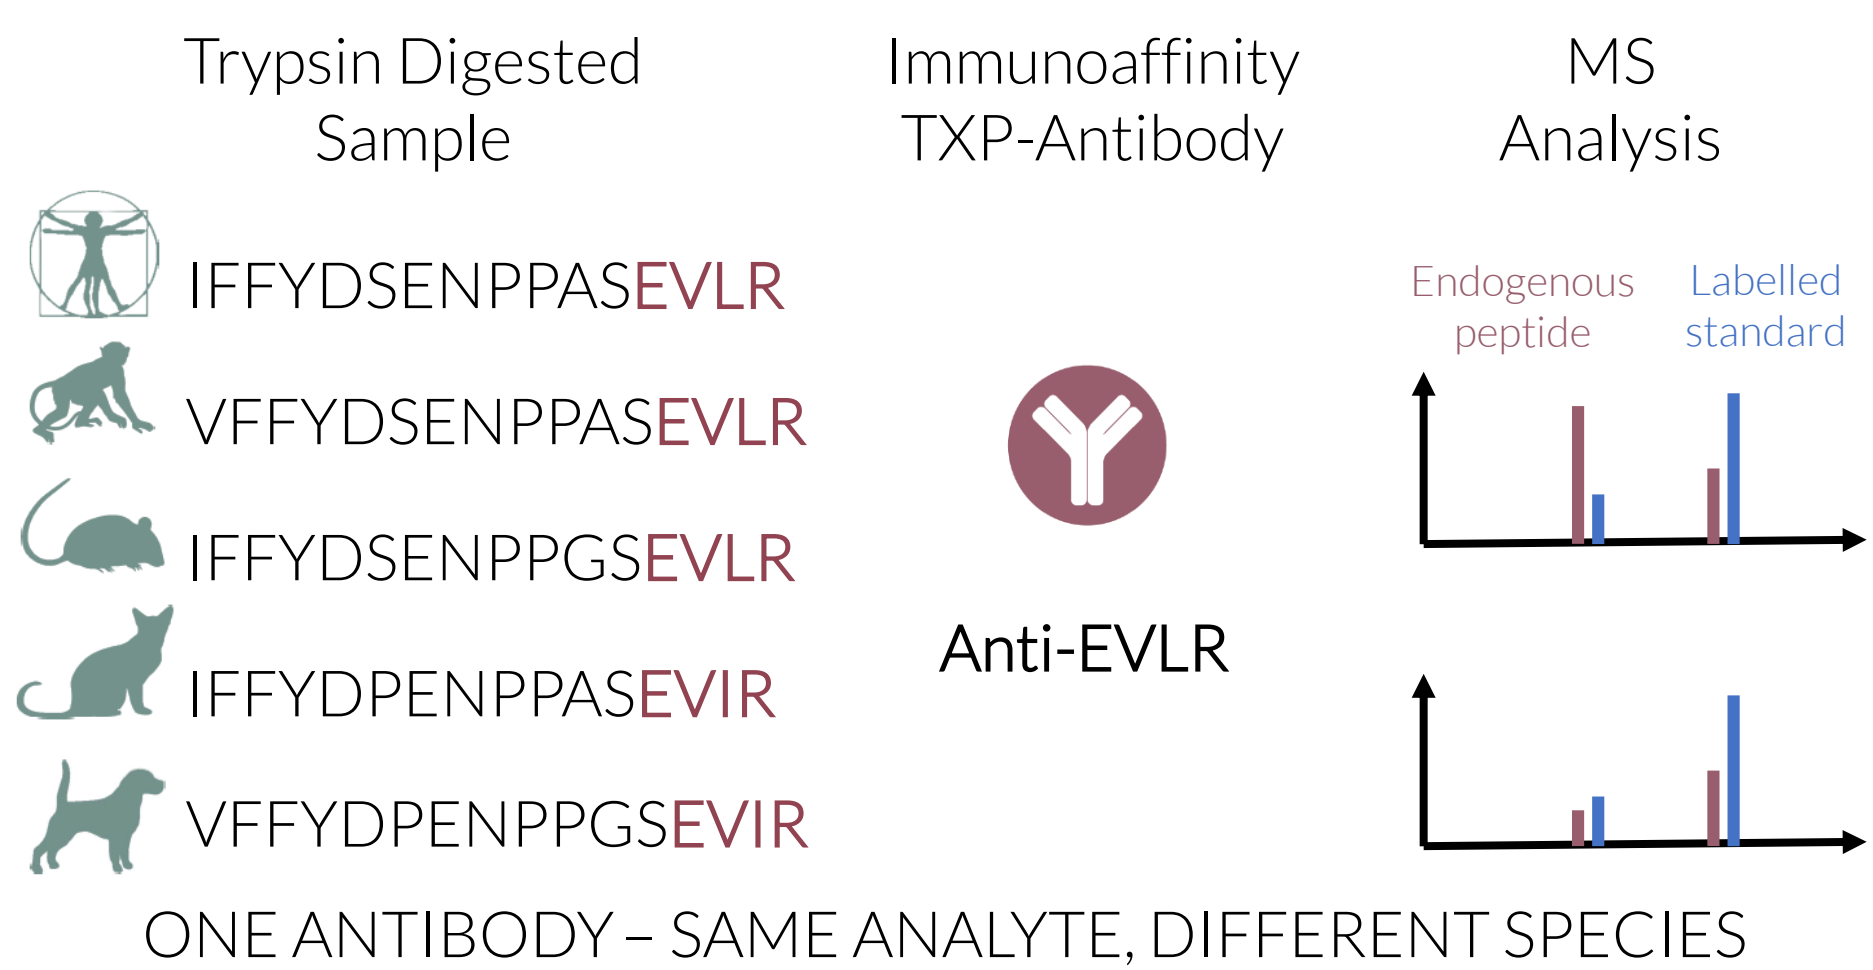 Trypsin Digested
Sample
Immunoaffinity
TXP-Antibody
MS
Analysis
IFFYDSENPPASEVLR
VFFYDSENPPASEVLR
IFFYDSENPPGSEVLR
IFFYDPENPPASEVIR
VFFYDPENPPGSEVIR
Anti-EVLR
Endogenous
peptide
Labelled
standard
ONE ANTIBODY – SAME ANALYTE, DIFFERENT SPECIES